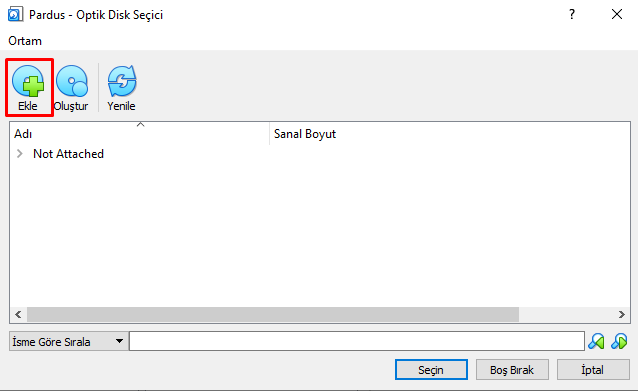 Pardus - Optik Disk Seçici
Ortam
Ekle Oluştur Yenile
Adı Sanal Boyut
Not Attached
İsme Göre Sırala
Seçin Boş Bırak İptal